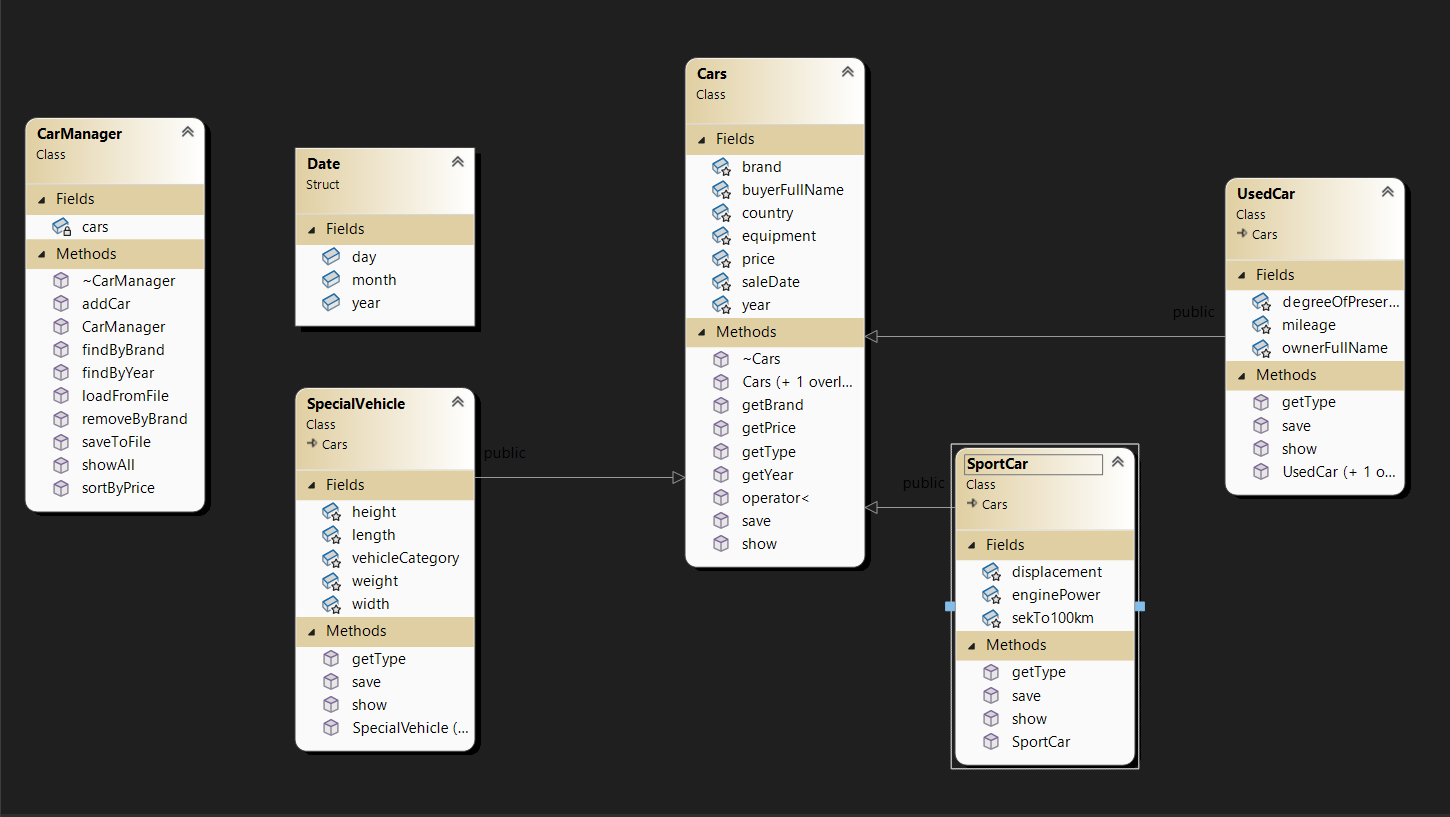 CarManager
Class
Fields
cars
Methods
~CarManager
addCar
CarManager
findByBrand
findByYear
loadFromFile
removeByBrand
saveToFile
showAll
sortByPrice
Date
Struct
Fields
day
month
year
SpecialVehicle
Class
Cars
Fields
height
length
vehicleCategory
weight
width
Methods
getType
save
show
SpecialVehicle (...
public
Cars
Class
Fields
brand
buyerFullName
country
equipment
price
saleDate
year
Methods
~Cars
Cars (+ 1 overl...
getBrand
getPrice
getType
getYear
operator<
save
show
public
SportCar
Class
Cars
Fields
displacement
enginePower
sekTo100km
Methods
getType
save
show
SportCar
public
UsedCar
Class
Cars
Fields
degreeOfPreser...
mileage
ownerFullName
Methods
getType
save
show
UsedCar (+ 1 o...